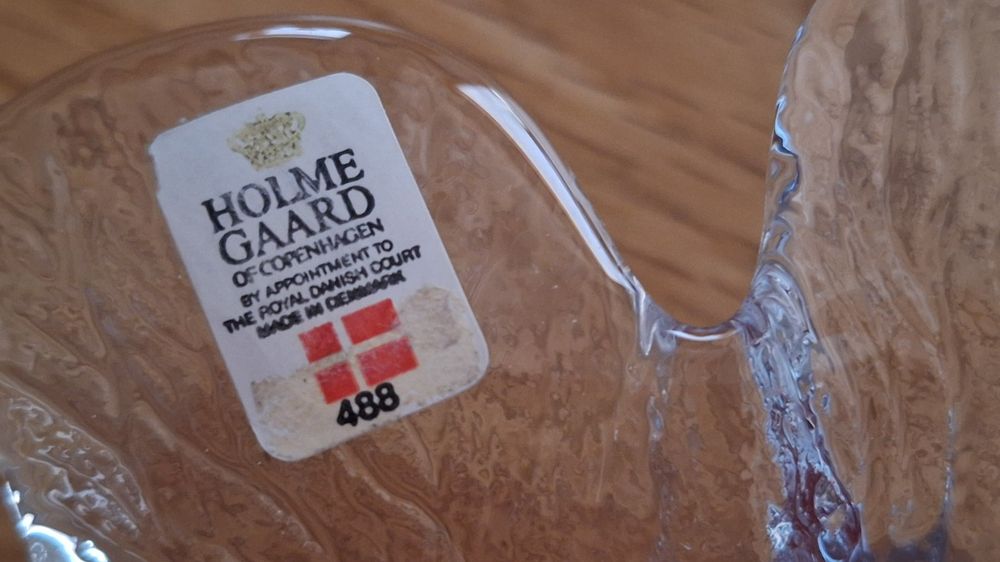 HOLME
GAARD
OF COPENHAGEN
BY APPOINTMENT TO
THE ROYAL DANISH COURT
MADE IN DENMARK
488